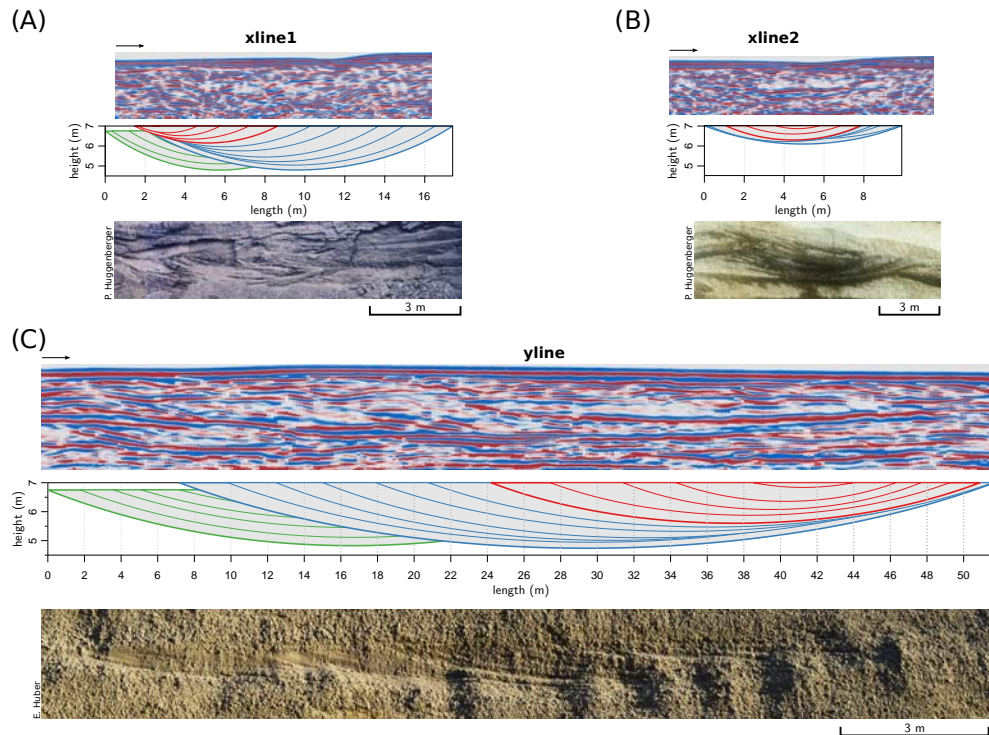 (A)
xline1
7
6
5
height (m)
0 2 4 6 8 10 12 14 16
length (m)
P. Huggenberger
3 m
(B)
xline2
7
6
5
height (m)
0 2 4 6 8
length (m)
P. Huggenberger
3 m
(C)
yline
7
6
5
height (m)
0 2 4 6 8 10 12 14 16 18 20 22 24 26 28 30 32 34 36 38 40 42 44 46 48 50
length (m)
E. Huber
3 m